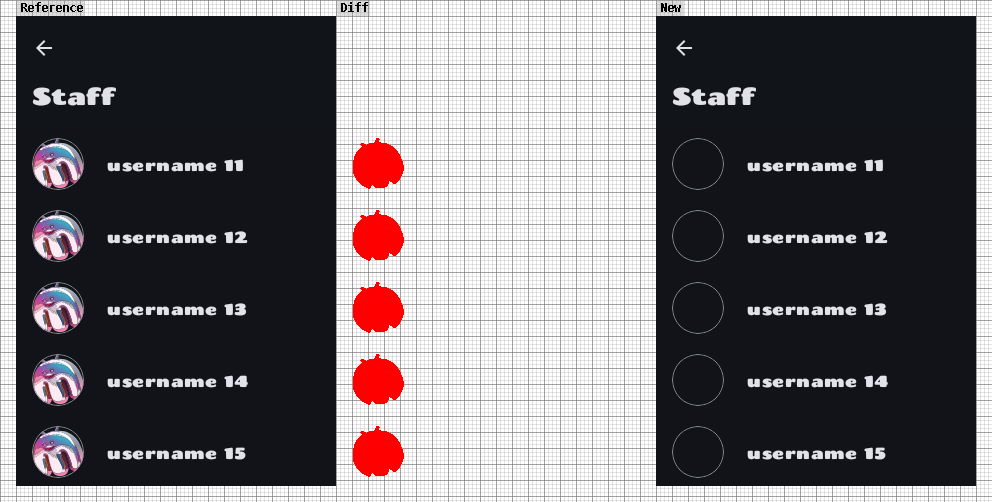 Reference
Diff
New
Staff
username 11
username 12
username 13
username 14
username 15
Staff
username 11
username 12
username 13
username 14
username 15